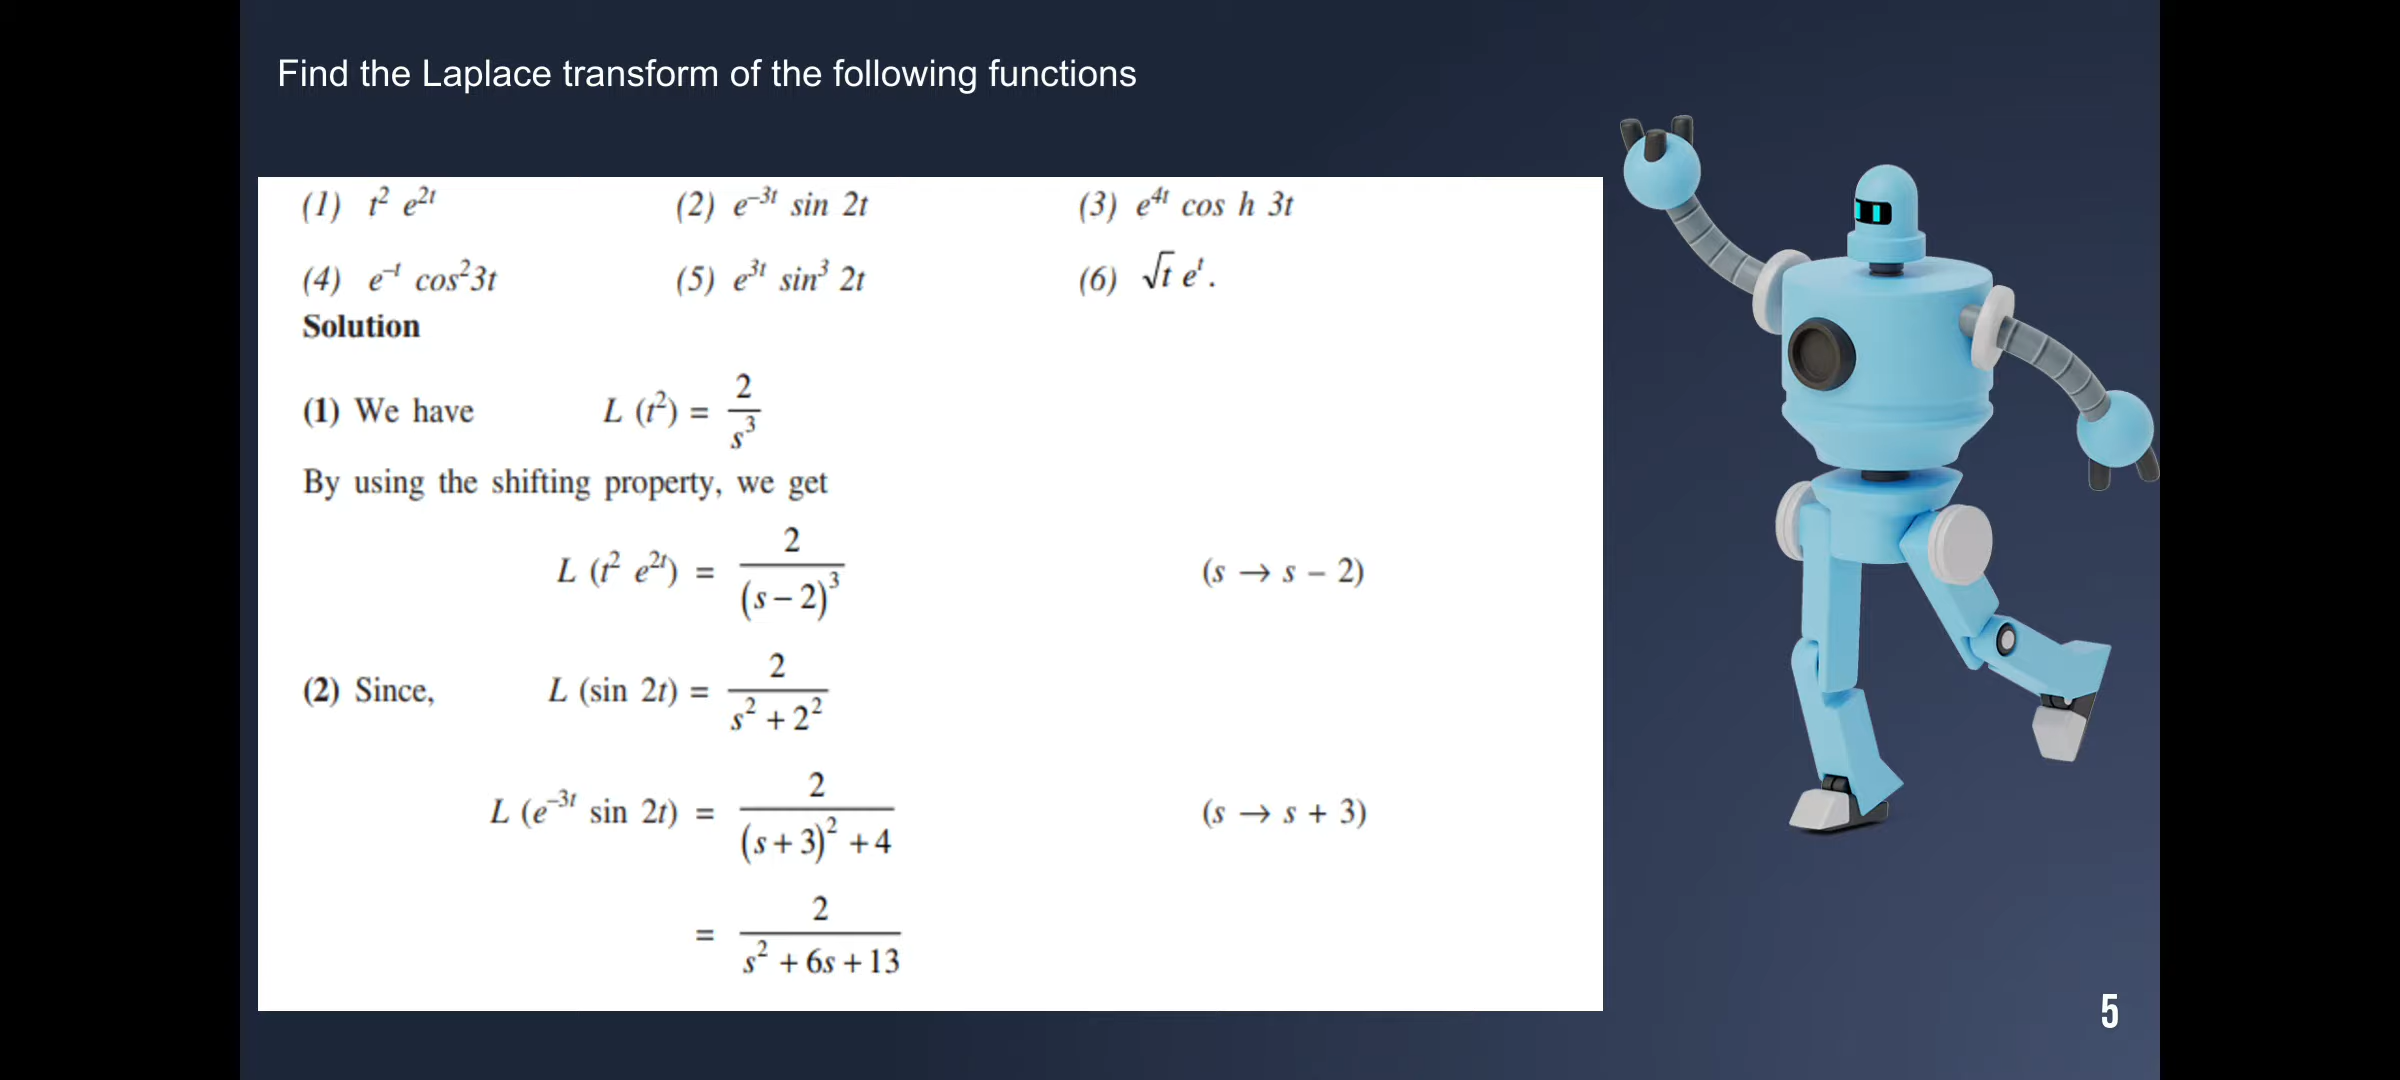 Find the Laplace transform of the following functions
(1) t² e²ᵗ (2) e⁻³ᵗ sin 2t (3) e⁴ᵗ cos h 3t
(4) e⁻ᵗ cos²3t (5) e³ᵗ sin³ 2t (6) √t eᵗ.
Solution
(1) We have L (t²) = 2/s³
By using the shifting property, we get
L (t² e²ᵗ) = 2/(s – 2)³ (s → s – 2)
(2) Since, L (sin 2t) = 2/(s² + 2²)
L (e⁻³ᵗ sin 2t) = 2/((s + 3)² + 4) (s → s + 3)
= 2/(s² + 6s + 13)
5